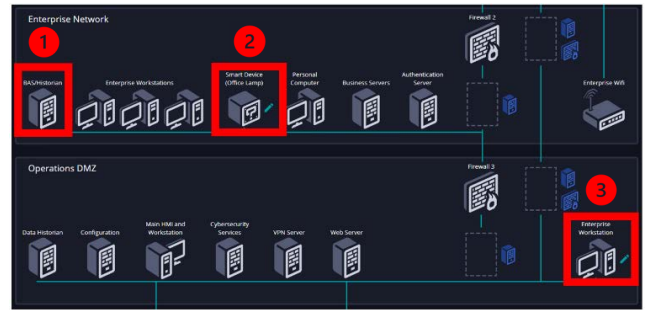 Enterprise Network
Firewall 2
1
2
BAS/Historian
Enterprise Workstations
Smart Device
(Office Lamp)
Personal
Computer
Business Servers
Authentication
Server
Enterprise Wifi
Operations DMZ
Firewall 3
3
Data Historian
Configuration
Main HMI and
Workstation
Cybersecurity
Services
VPN Server
Web Server
Enterprise
Workstation